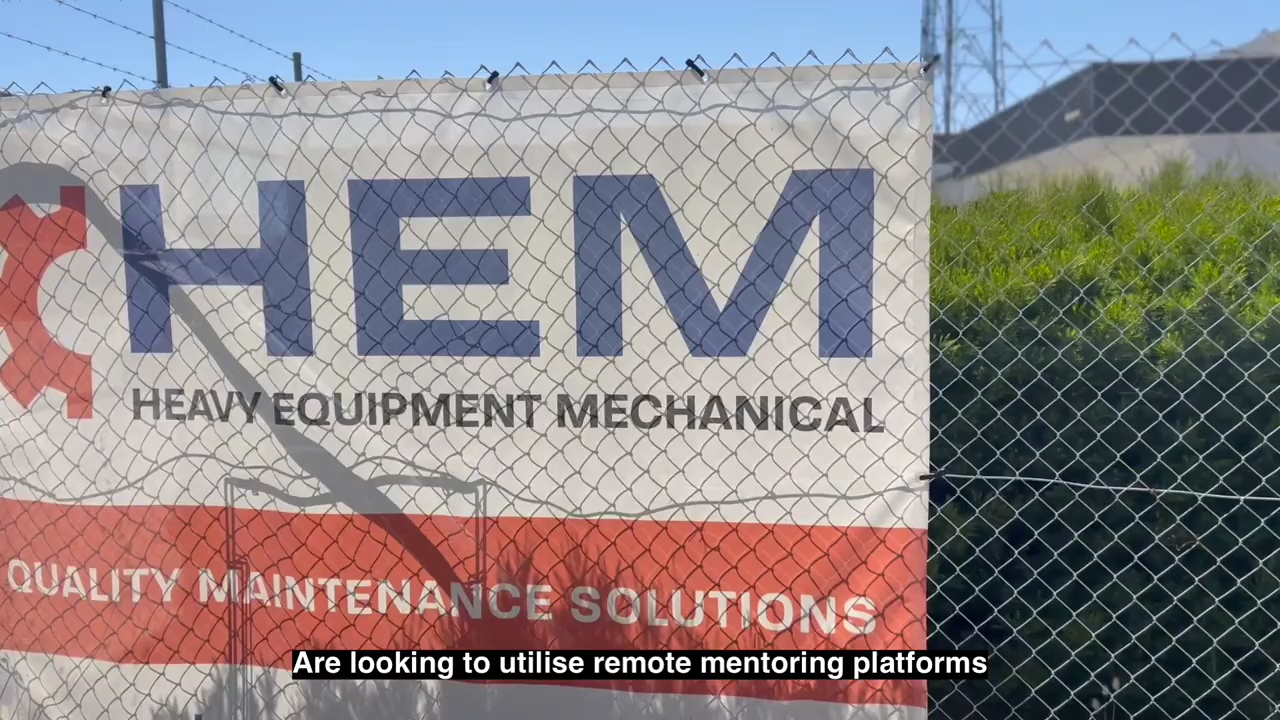 HEM
HEAVY EQUIPMENT MECHANICAL
QUALITY MAINTENANCE SOLUTIONS
Are looking to utilise remote mentoring platforms